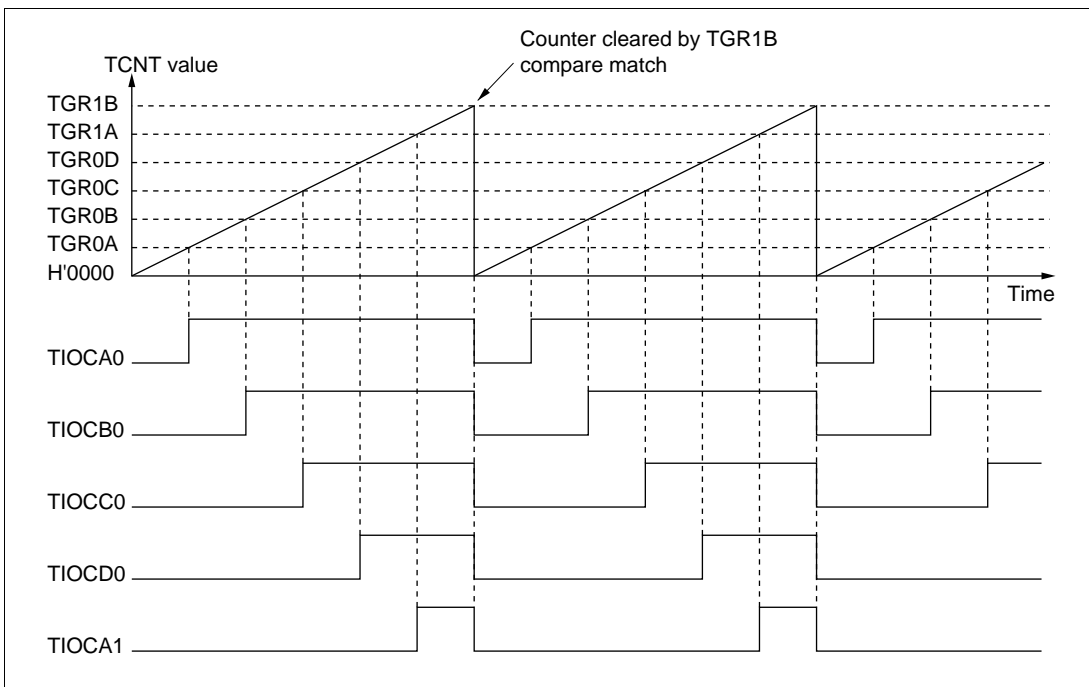 Counter cleared by TGR1B
compare match
TCNT value
TGR1B
TGR1A
TGR0D
TGR0C
TGR0B
TGR0A
H'0000
Time
TIOCA0
TIOCB0
TIOCC0
TIOCD0
TIOCA1